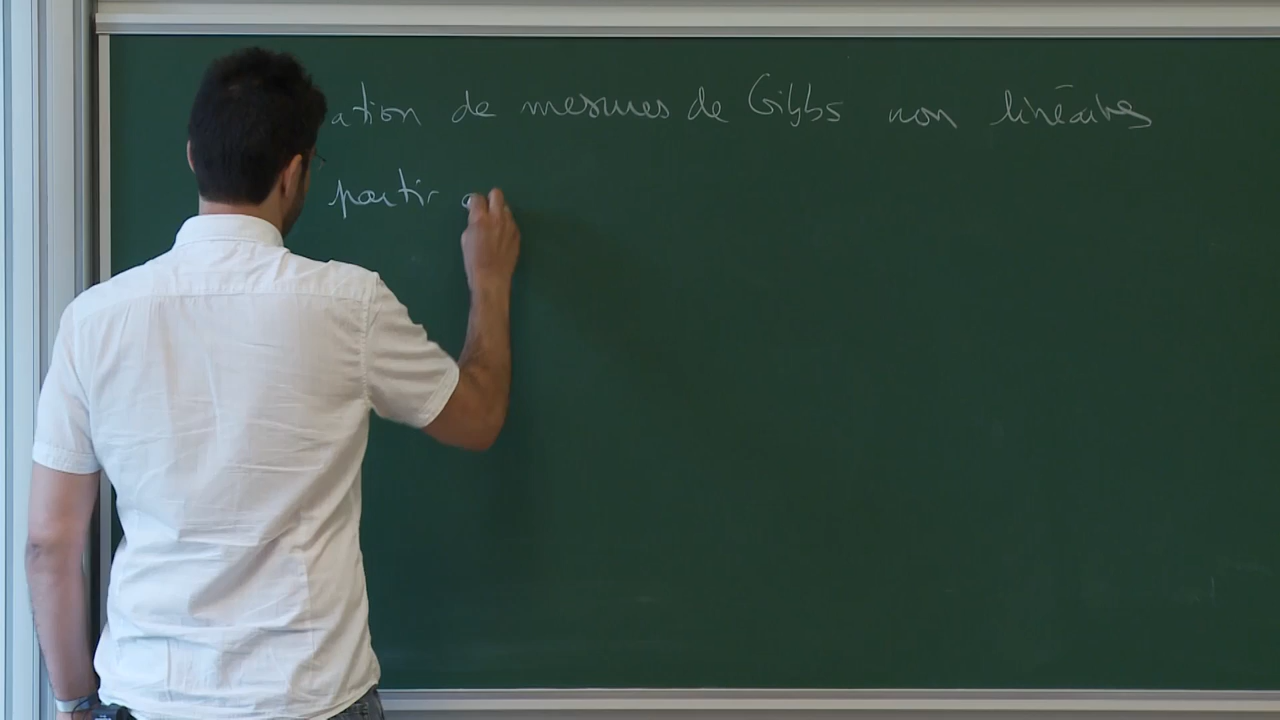 ation de mesures de Gibbs non linéaires
partir